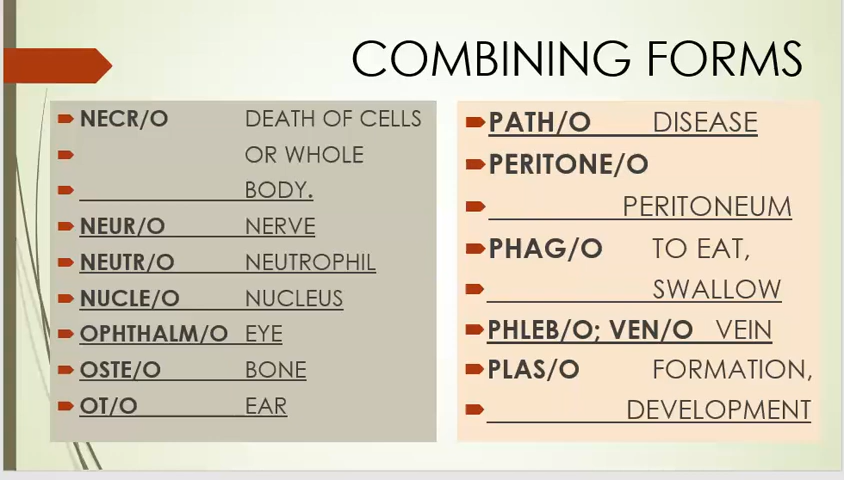 COMBINING FORMS
NECR/O DEATH OF CELLS
OR WHOLE
BODY.
NEUR/O NERVE
NEUTR/O NEUTROPHIL
NUCLE/O NUCLEUS
OPHTHALM/O EYE
OSTE/O BONE
OT/O EAR
PATH/O DISEASE
PERITONE/O
PERITONEUM
PHAG/O TO EAT,
SWALLOW
PHLEB/O; VEN/O VEIN
PLAS/O FORMATION,
DEVELOPMENT